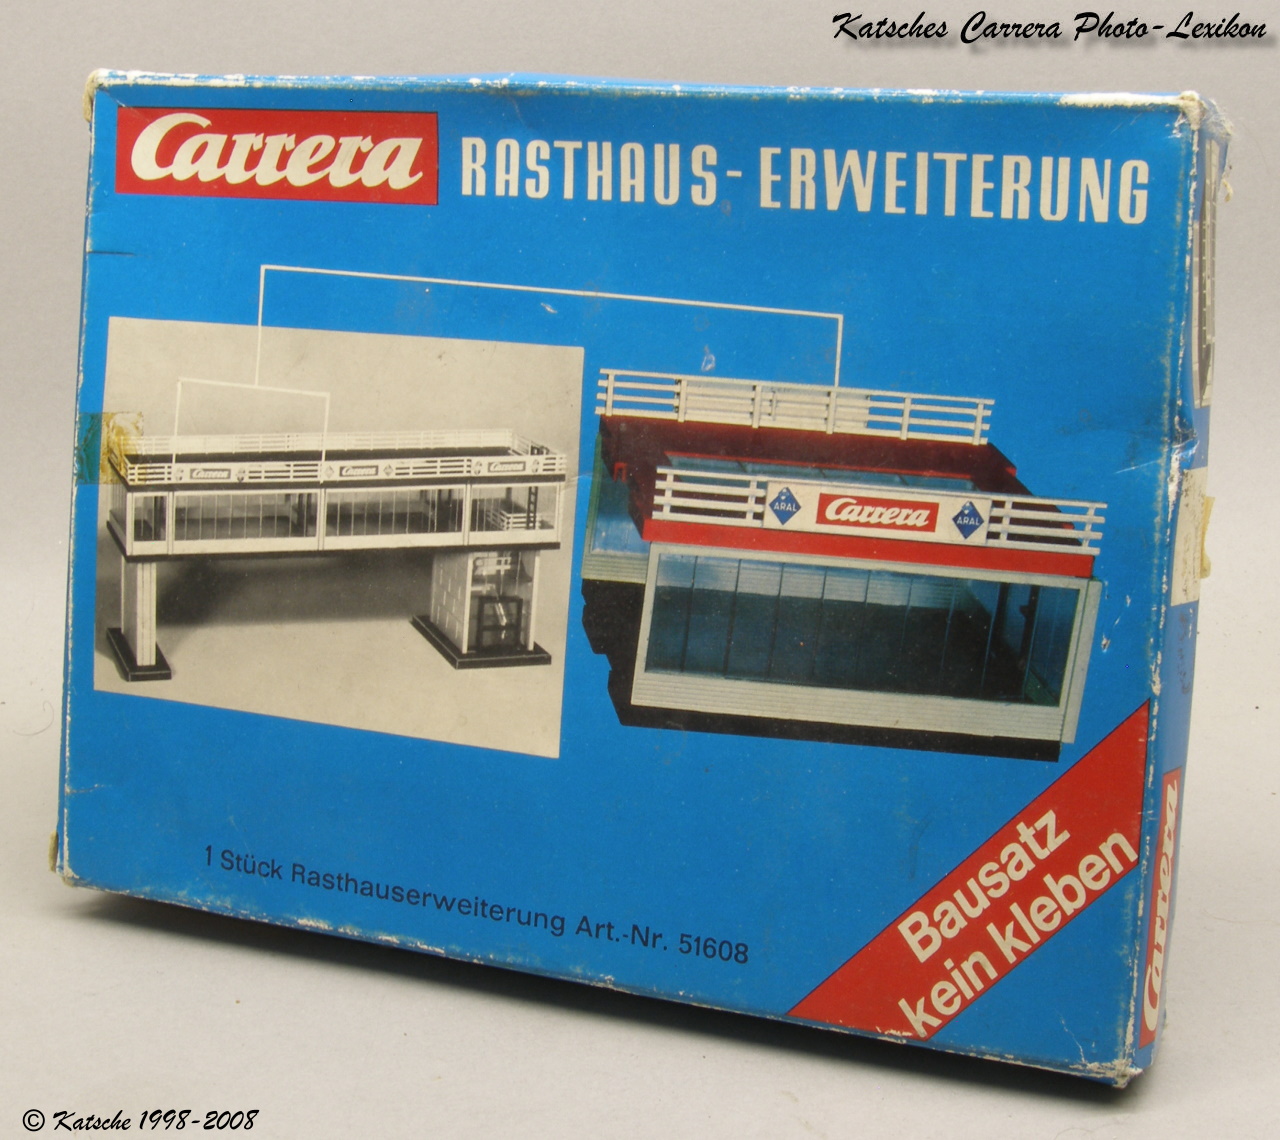 Katsches Carrera Photo-Lexikon
Carrera RASTHAUS-ERWEITERUNG
Carrera Carrera Carrera
ARAL Carrera ARAL
1 Stück Rasthauserweiterung Art.-Nr. 51608
Bausatz
kein kleben
Carrera
© Katsche 1998-2008